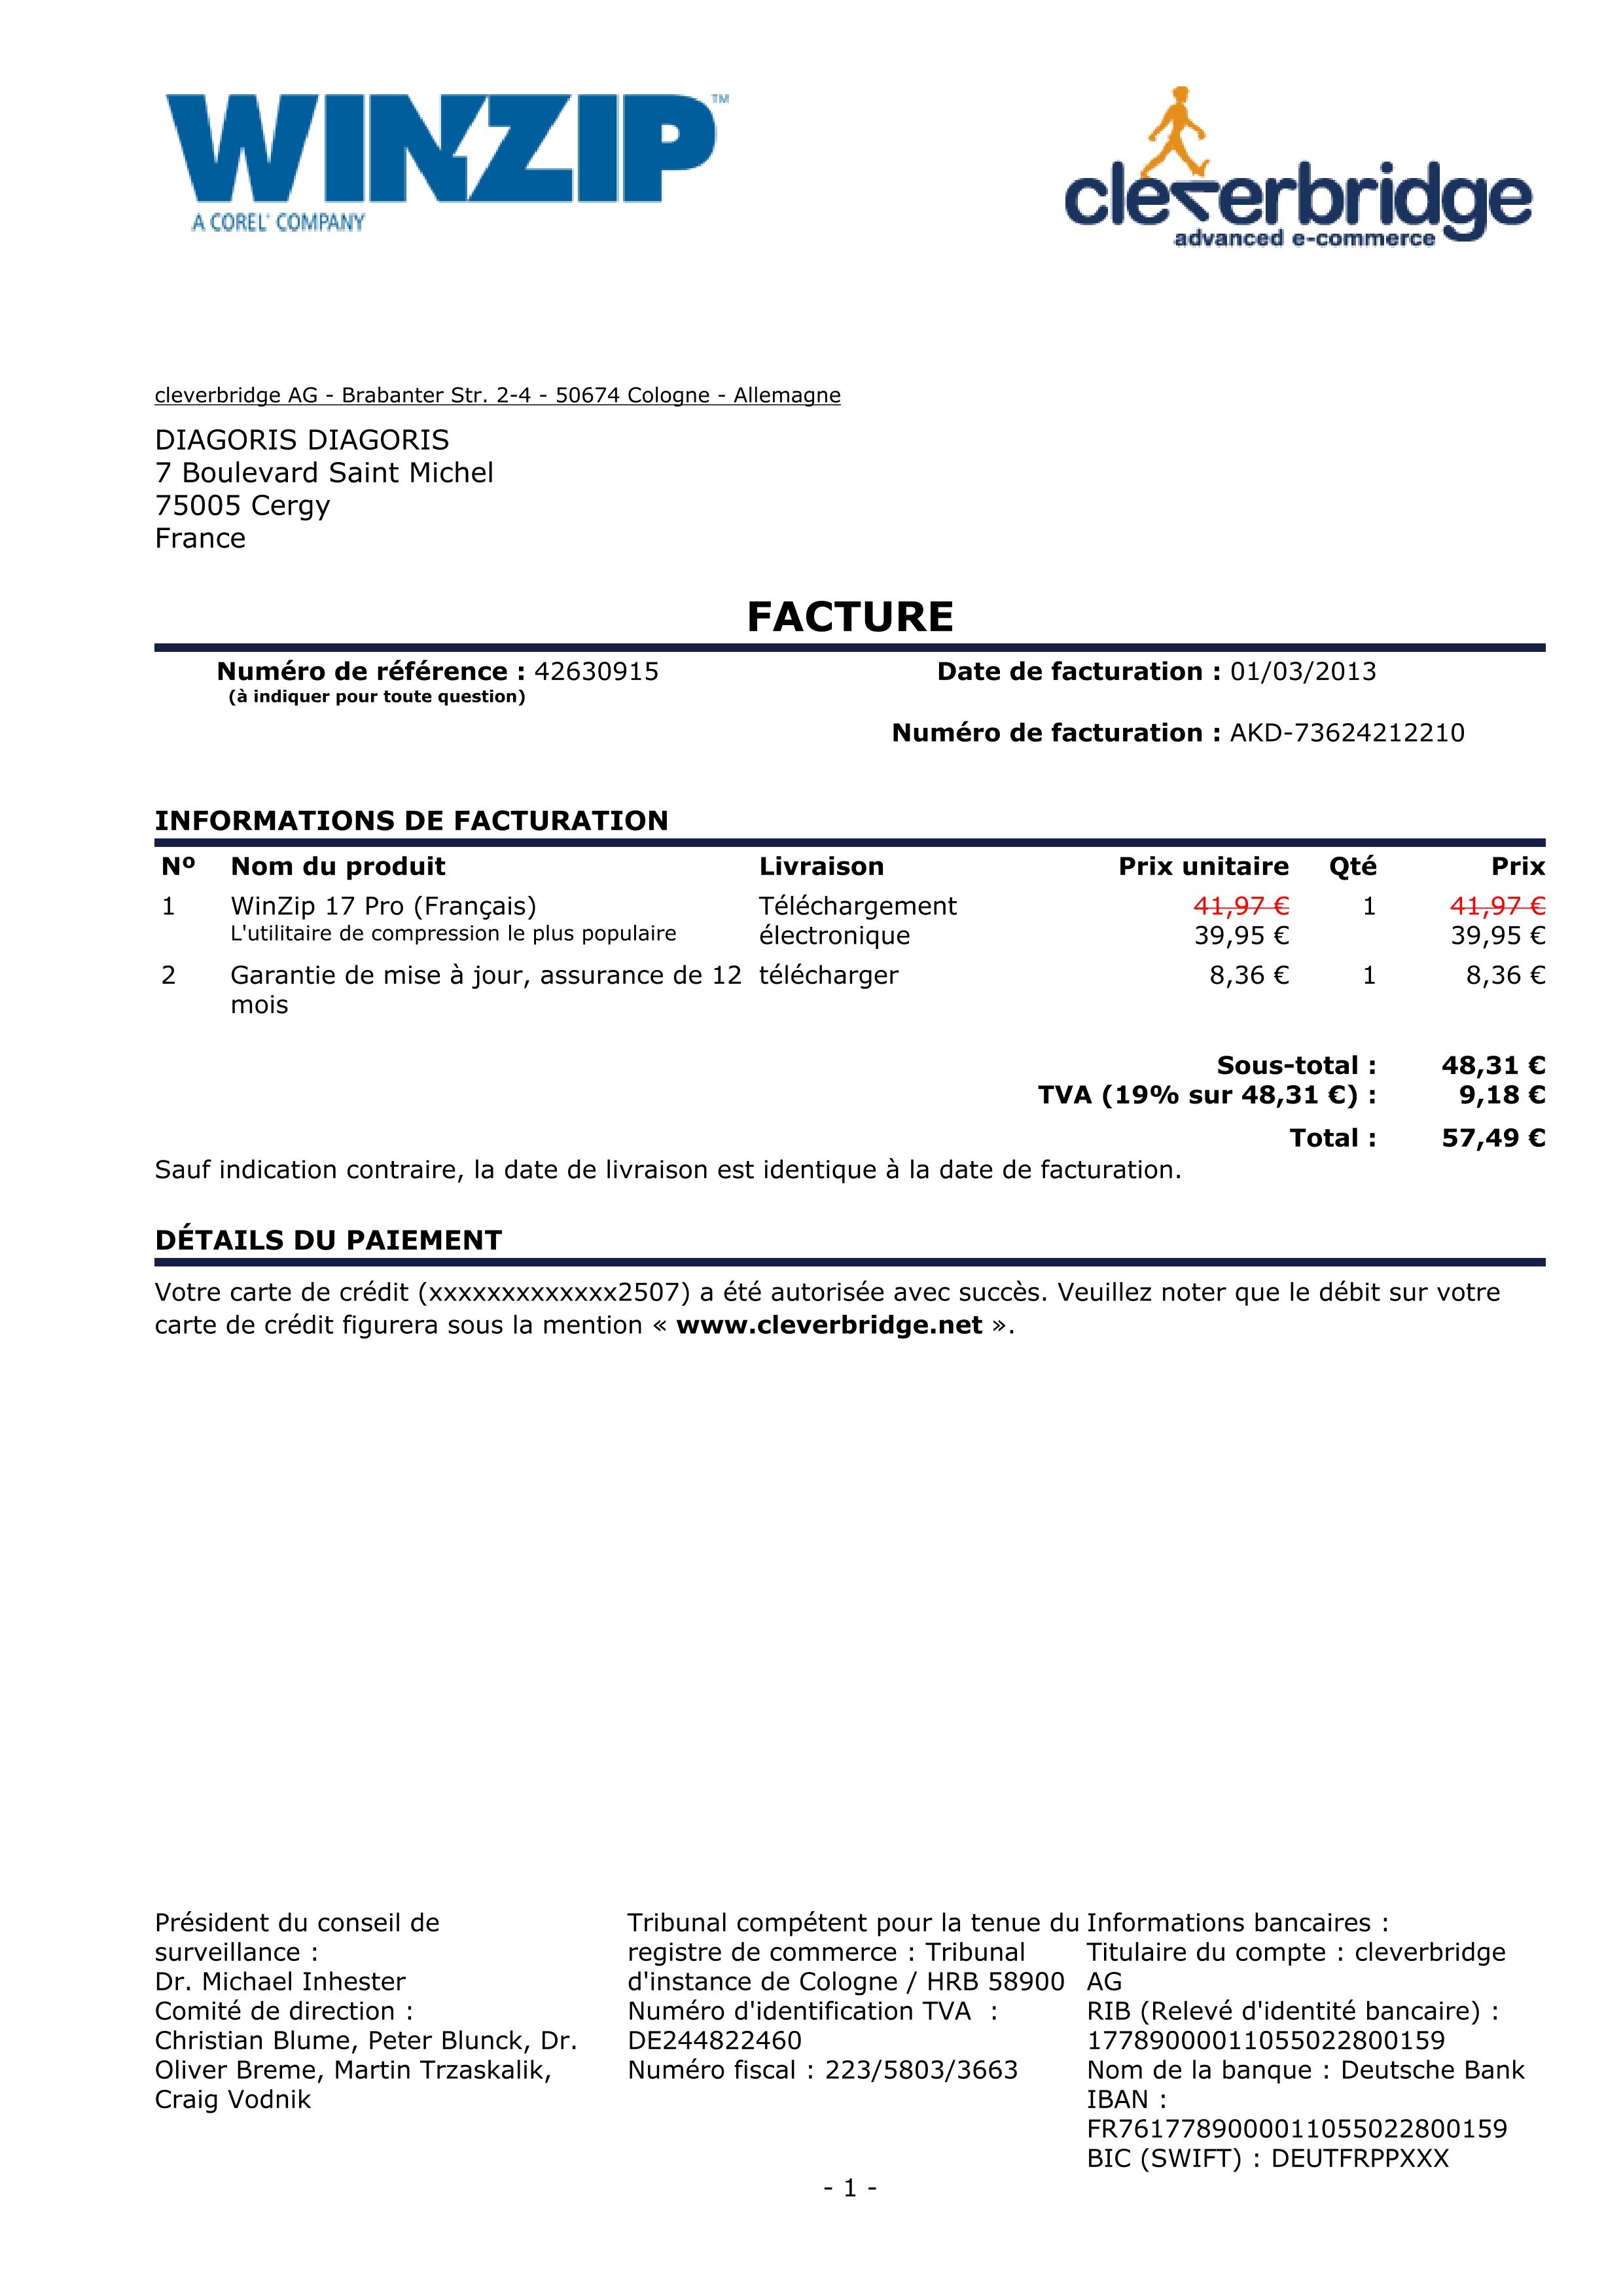 WINZIP™
A COREL® COMPANY
cleverbridge
advanced e-commerce
cleverbridge AG - Brabanter Str. 2-4 - 50674 Cologne - Allemagne
DIAGORIS DIAGORIS
7 Boulevard Saint Michel
75005 Cergy
France
FACTURE
Numéro de référence : 42630915 Date de facturation : 01/03/2013
(à indiquer pour toute question)
Numéro de facturation : AKD-73624212210
INFORMATIONS DE FACTURATION
Nº Nom du produit Livraison Prix unitaire Qté Prix
1 WinZip 17 Pro (Français) Téléchargement 41,97 € 1 41,97 €
L'utilitaire de compression le plus populaire électronique 39,95 € 39,95 €
2 Garantie de mise à jour, assurance de 12 télécharger 8,36 € 1 8,36 €
mois
Sous-total : 48,31 €
TVA (19% sur 48,31 €) : 9,18 €
Total : 57,49 €
Sauf indication contraire, la date de livraison est identique à la date de facturation.
DÉTAILS DU PAIEMENT
Votre carte de crédit (xxxxxxxxxxxxx2507) a été autorisée avec succès. Veuillez noter que le débit sur votre
carte de crédit figurera sous la mention « www.cleverbridge.net ».
Président du conseil de
surveillance :
Dr. Michael Inhester
Comité de direction :
Christian Blume, Peter Blunck, Dr.
Oliver Breme, Martin Trzaskalik,
Craig Vodnik
Tribunal compétent pour la tenue du
registre de commerce : Tribunal
d'instance de Cologne / HRB 58900
Numéro d'identification TVA :
DE244822460
Numéro fiscal : 223/5803/3663
Informations bancaires :
Titulaire du compte : cleverbridge
AG
RIB (Relevé d'identité bancaire) :
17789000011055022800159
Nom de la banque : Deutsche Bank
IBAN :
FR7617789000011055022800159
BIC (SWIFT) : DEUTFRPPXXX
- 1 -